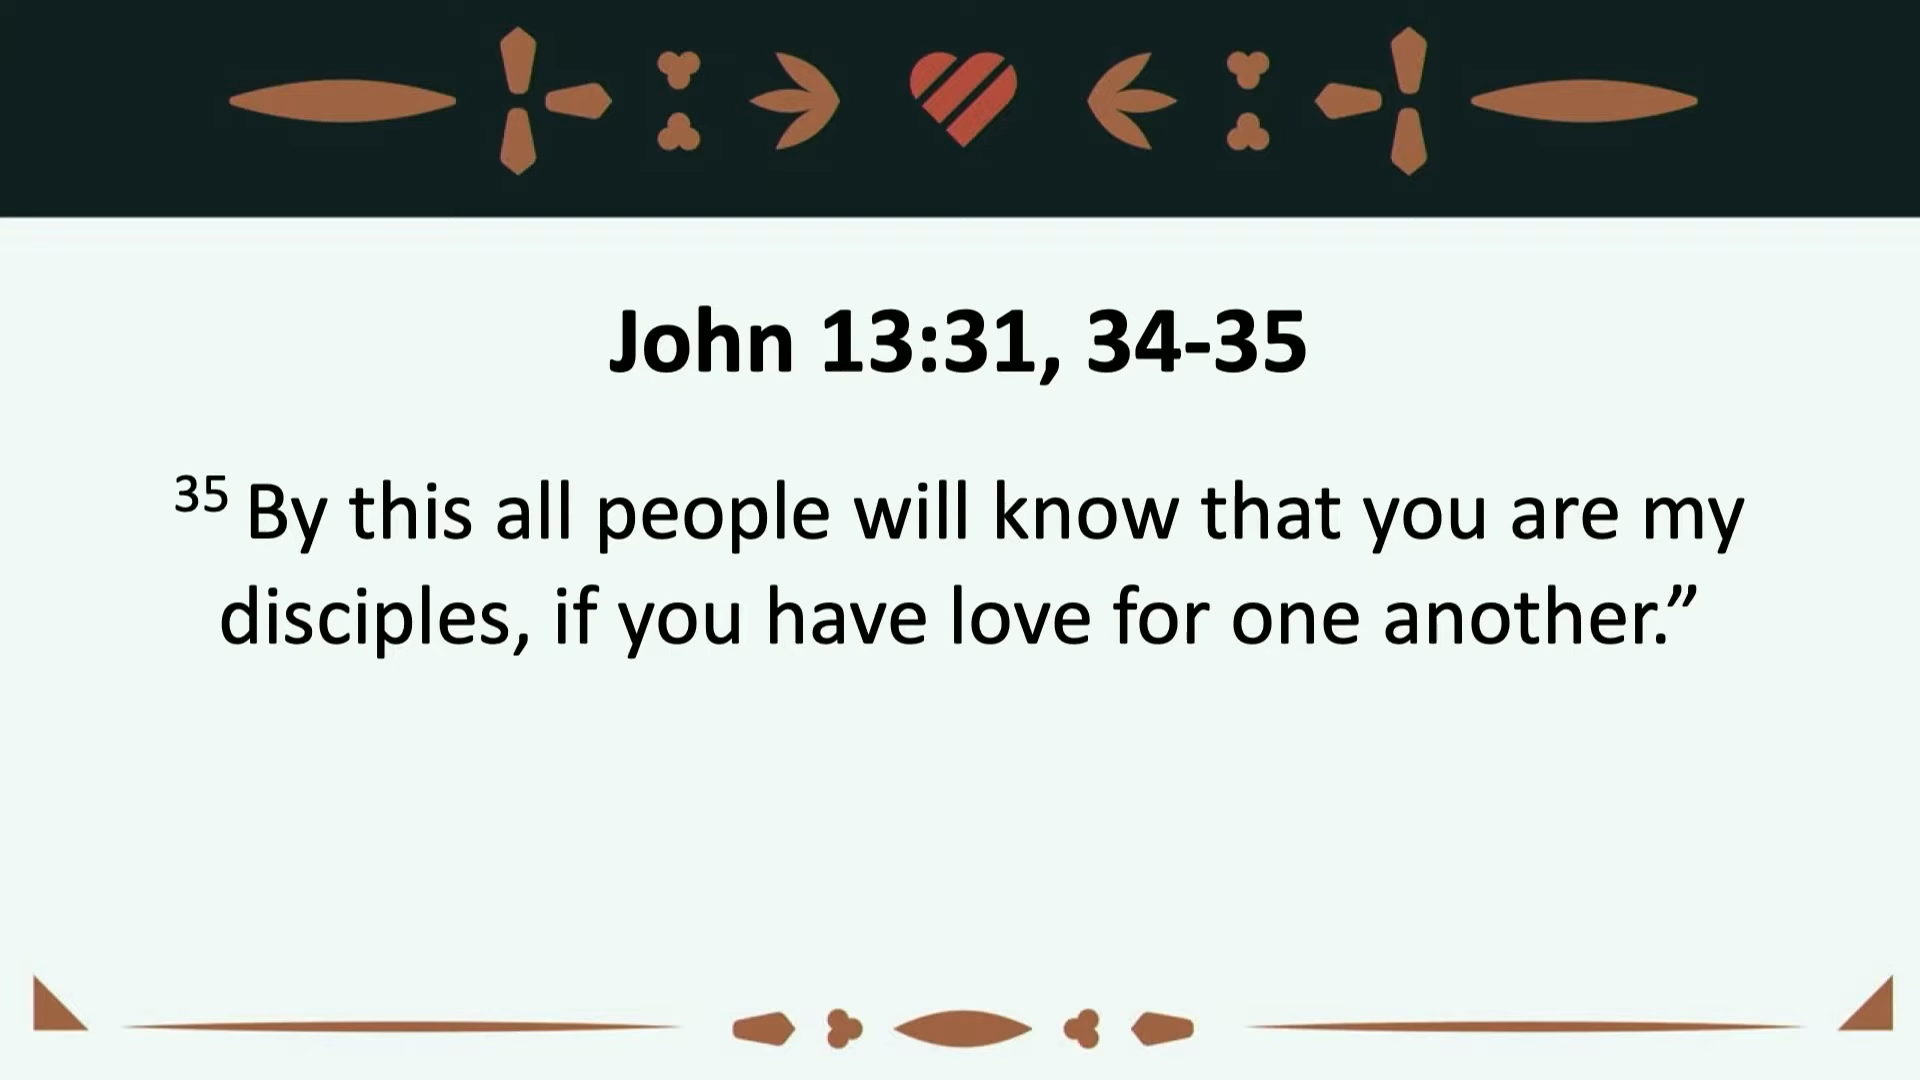 John 13:31, 34-35
³⁵ By this all people will know that you are my
disciples, if you have love for one another.”